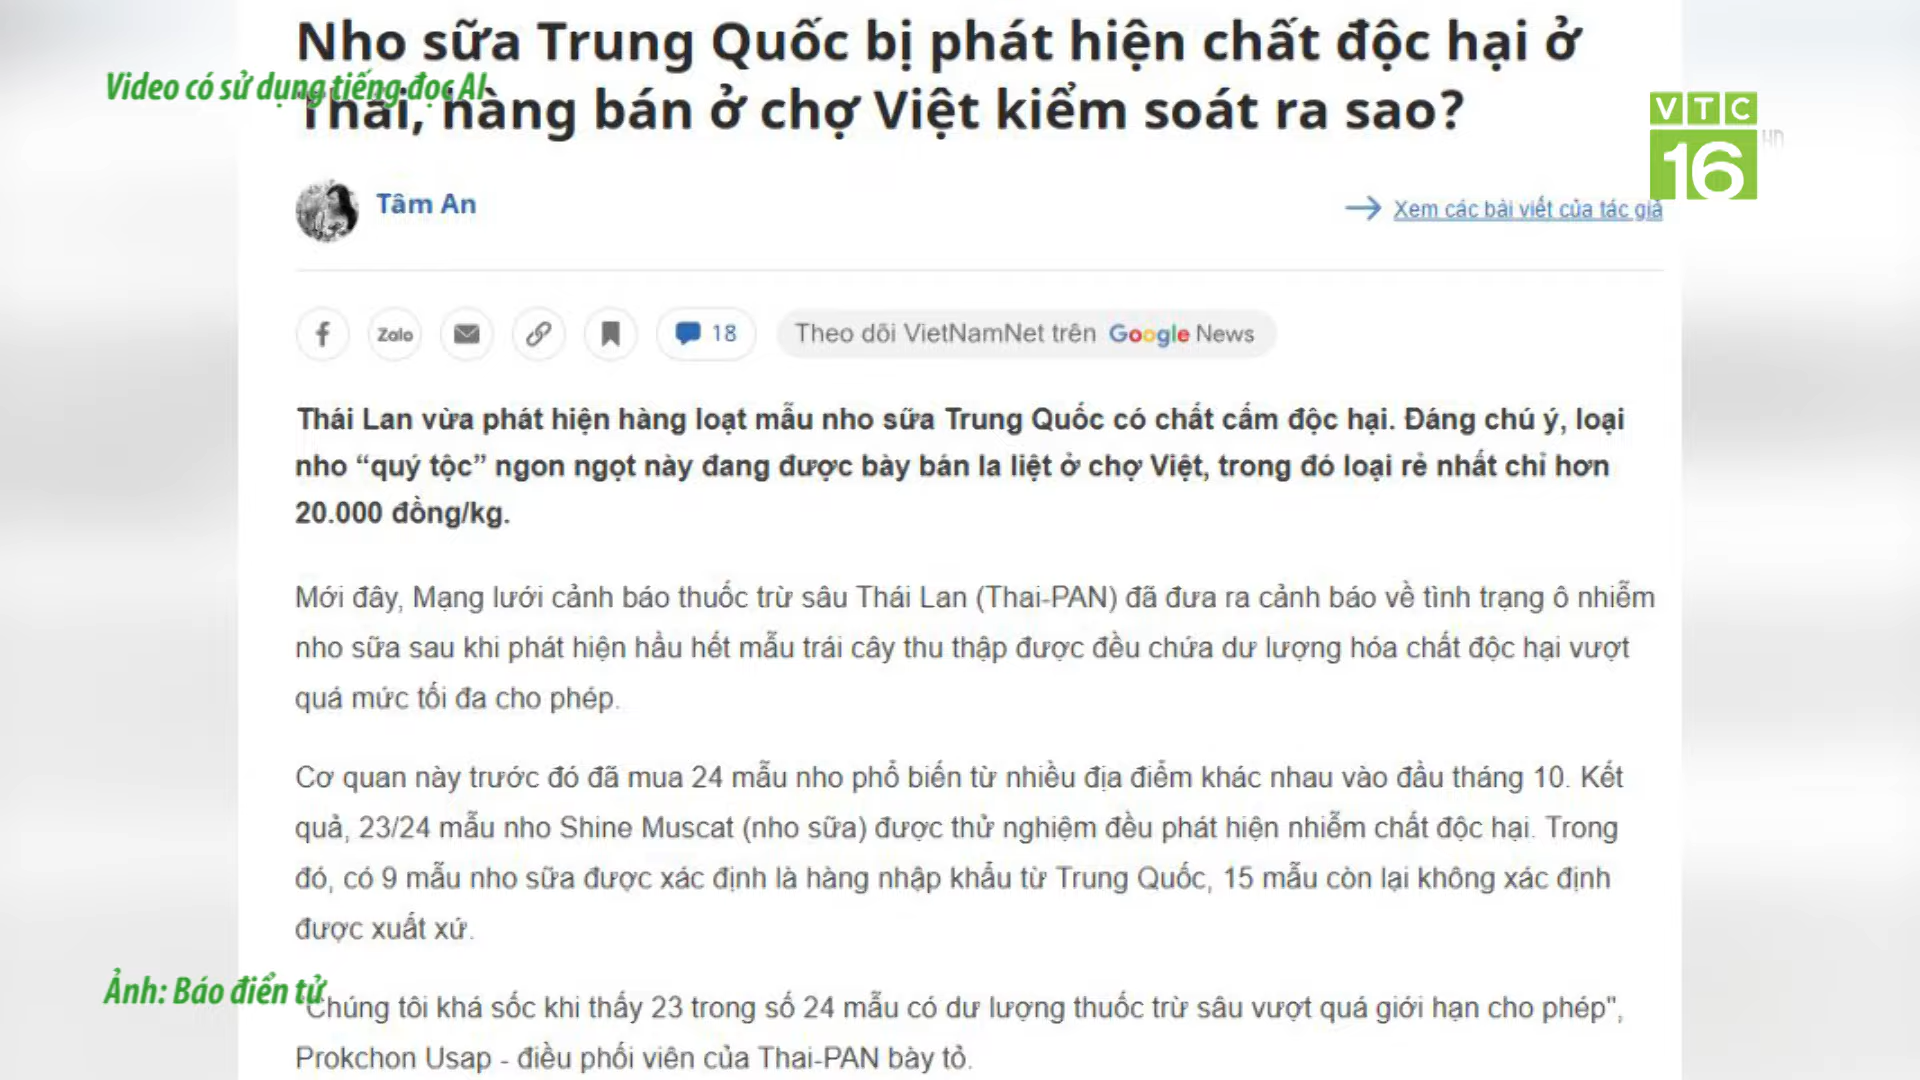 Nho sữa Trung Quốc bị phát hiện chất độc hại ở
Video có sử dụng tiếng đọc AI
Thái, hàng bán ở chợ Việt kiểm soát ra sao?
VTC
16
Tâm An
Xem các bài viết của tác giả
Zalo
18
Theo dõi VietNamNet trên Google News
Thái Lan vừa phát hiện hàng loạt mẫu nho sữa Trung Quốc có chất cấm độc hại. Đáng chú ý, loại
nho “quý tộc” ngon ngọt này đang được bày bán la liệt ở chợ Việt, trong đó loại rẻ nhất chỉ hơn
20.000 đồng/kg.
Mới đây, Mạng lưới cảnh báo thuốc trừ sâu Thái Lan (Thai-PAN) đã đưa ra cảnh báo về tình trạng ô nhiễm
nho sữa sau khi phát hiện hầu hết mẫu trái cây thu thập được đều chứa dư lượng hóa chất độc hại vượt
quá mức tối đa cho phép.
Cơ quan này trước đó đã mua 24 mẫu nho phổ biến từ nhiều địa điểm khác nhau vào đầu tháng 10. Kết
quả, 23/24 mẫu nho Shine Muscat (nho sữa) được thử nghiệm đều phát hiện nhiễm chất độc hại. Trong
đó, có 9 mẫu nho sữa được xác định là hàng nhập khẩu từ Trung Quốc, 15 mẫu còn lại không xác định
được xuất xứ.
Ảnh: Báo điện tử
"Chúng tôi khá sốc khi thấy 23 trong số 24 mẫu có dư lượng thuốc trừ sâu vượt quá giới hạn cho phép",
Prokchon Usap - điều phối viên của Thai-PAN bày tỏ.